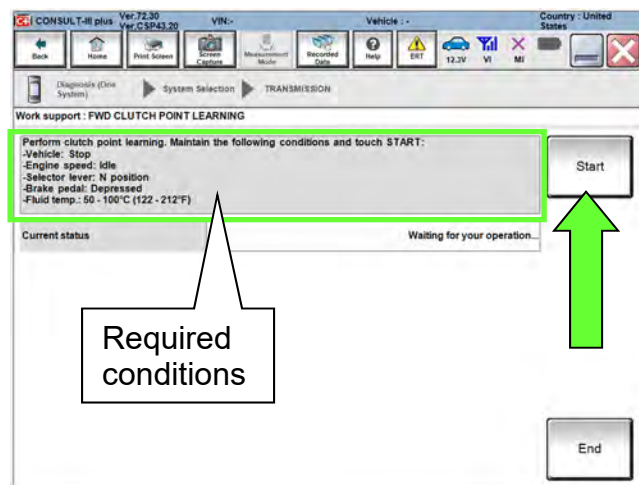 CONSULT-III plus Ver.72.30 Ver.CSP43.20 VIN:- Vehicle : - Country : United States
Back Home Print Screen Screen Capture Measurement Mode Recorded Data Help ERT 12.2V VI MI
Diagnosis (One System) System Selection TRANSMISSION
Work support : FWD CLUTCH POINT LEARNING
Perform clutch point learning. Maintain the following conditions and touch START:
-Vehicle: Stop
-Engine speed: Idle
-Selector lever: N position
-Brake pedal: Depressed
-Fluid temp.: 50 - 100°C (122 - 212°F)
Start
Current status
Waiting for your operation...
Required
conditions
End